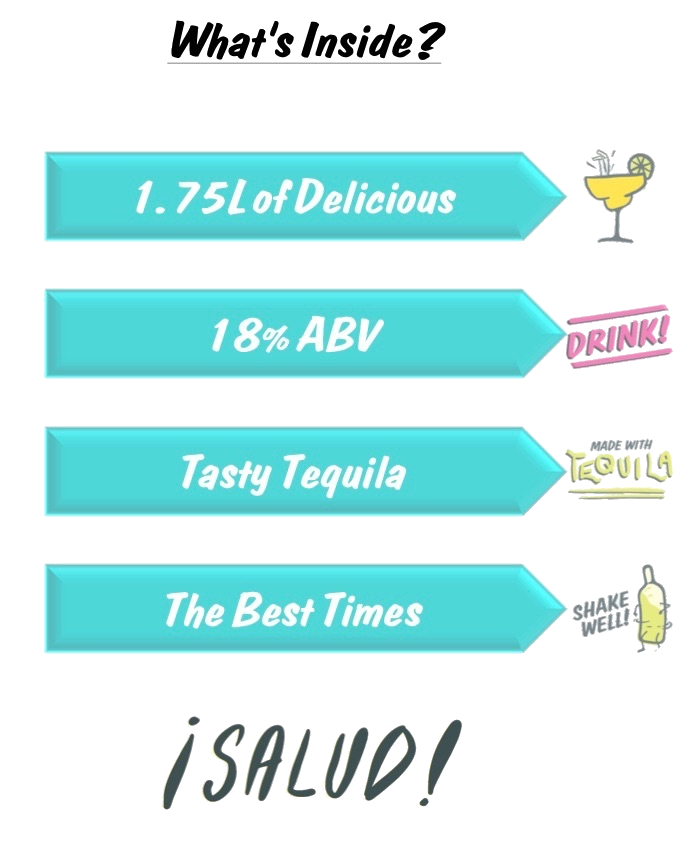 What's Inside?
1.75L of Delicious
18% ABV
DRINK!
Tasty Tequila
MADE WITH
TEQUILA
The Best Times
SHAKE
WELL!
¡SALUD!